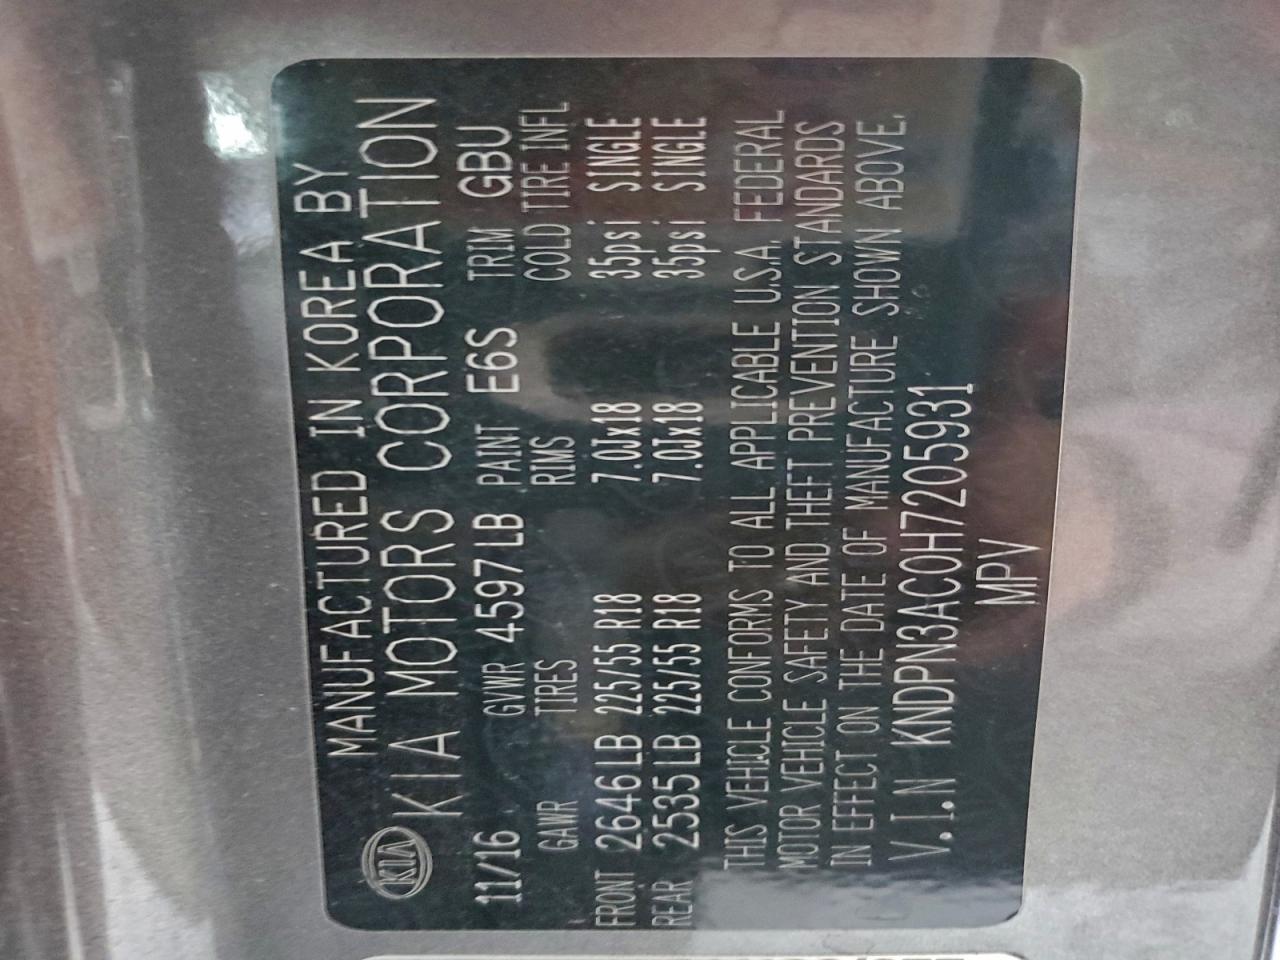 MANUFACTURED IN KOREA BY
KIA KIA MOTORS CORPORATION
11/16 GVWR 4597LB PAINT E6S TRIM GBU
GAWR TIRES RIMS COLD TIRE INFL
FRONT 2646LB 225/55 R18 7.0Jx18 35psi SINGLE
REAR 2535LB 225/55 R18 7.0Jx18 35psi SINGLE
THIS VEHICLE CONFORMS TO ALL APPLICABLE U.S.A. FEDERAL
MOTOR VEHICLE SAFETY AND THEFT PREVENTION STANDARDS
IN EFFECT ON THE DATE OF MANUFACTURE SHOWN ABOVE.
V.I.N KNDPN3AC0H7205931
MPV